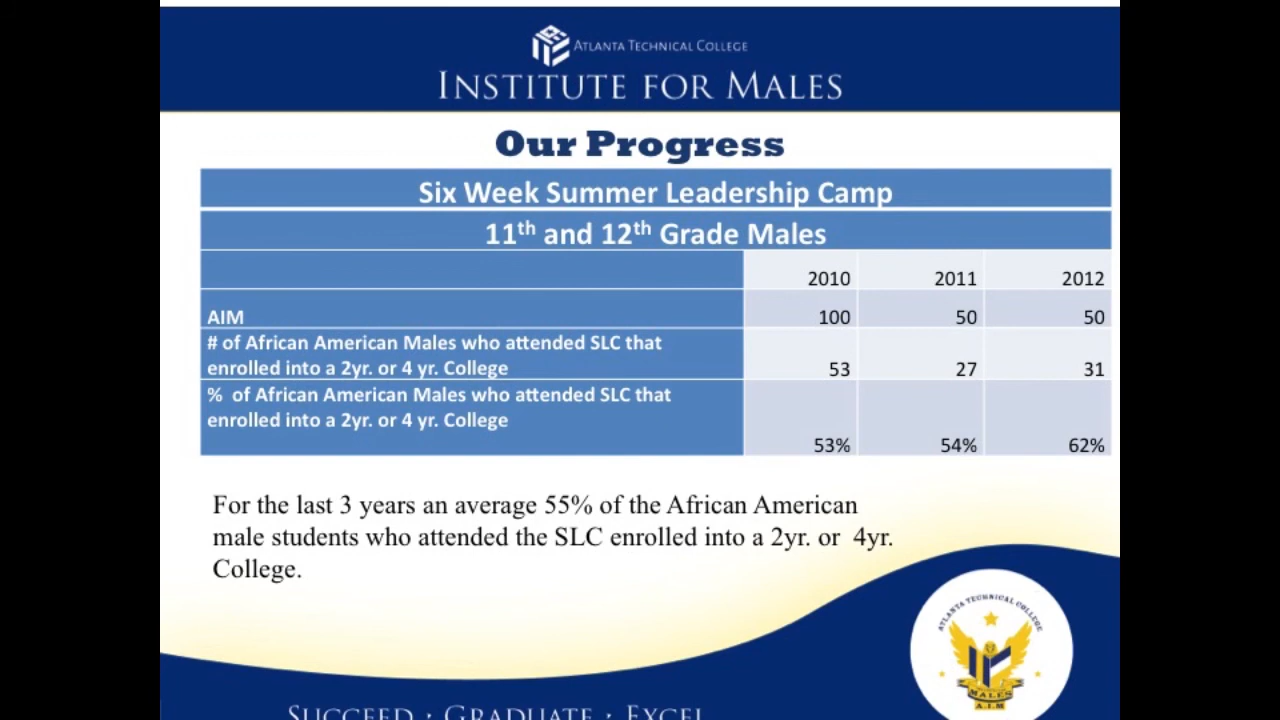 ATLANTA TECHNICAL COLLEGE
INSTITUTE FOR MALES
Our Progress
Six Week Summer Leadership Camp
11th and 12th Grade Males
2010 2011 2012
AIM 100 50 50
# of African American Males who attended SLC that
enrolled into a 2yr. or 4 yr. College 53 27 31
% of African American Males who attended SLC that
enrolled into a 2yr. or 4 yr. College
53% 54% 62%
For the last 3 years an average 55% of the African American
male students who attended the SLC enrolled into a 2yr. or 4yr.
College.
ATLANTA TECHNICAL COLLEGE
MALES
A.I.M
SUCCEED · GRADUATE · EXCEL